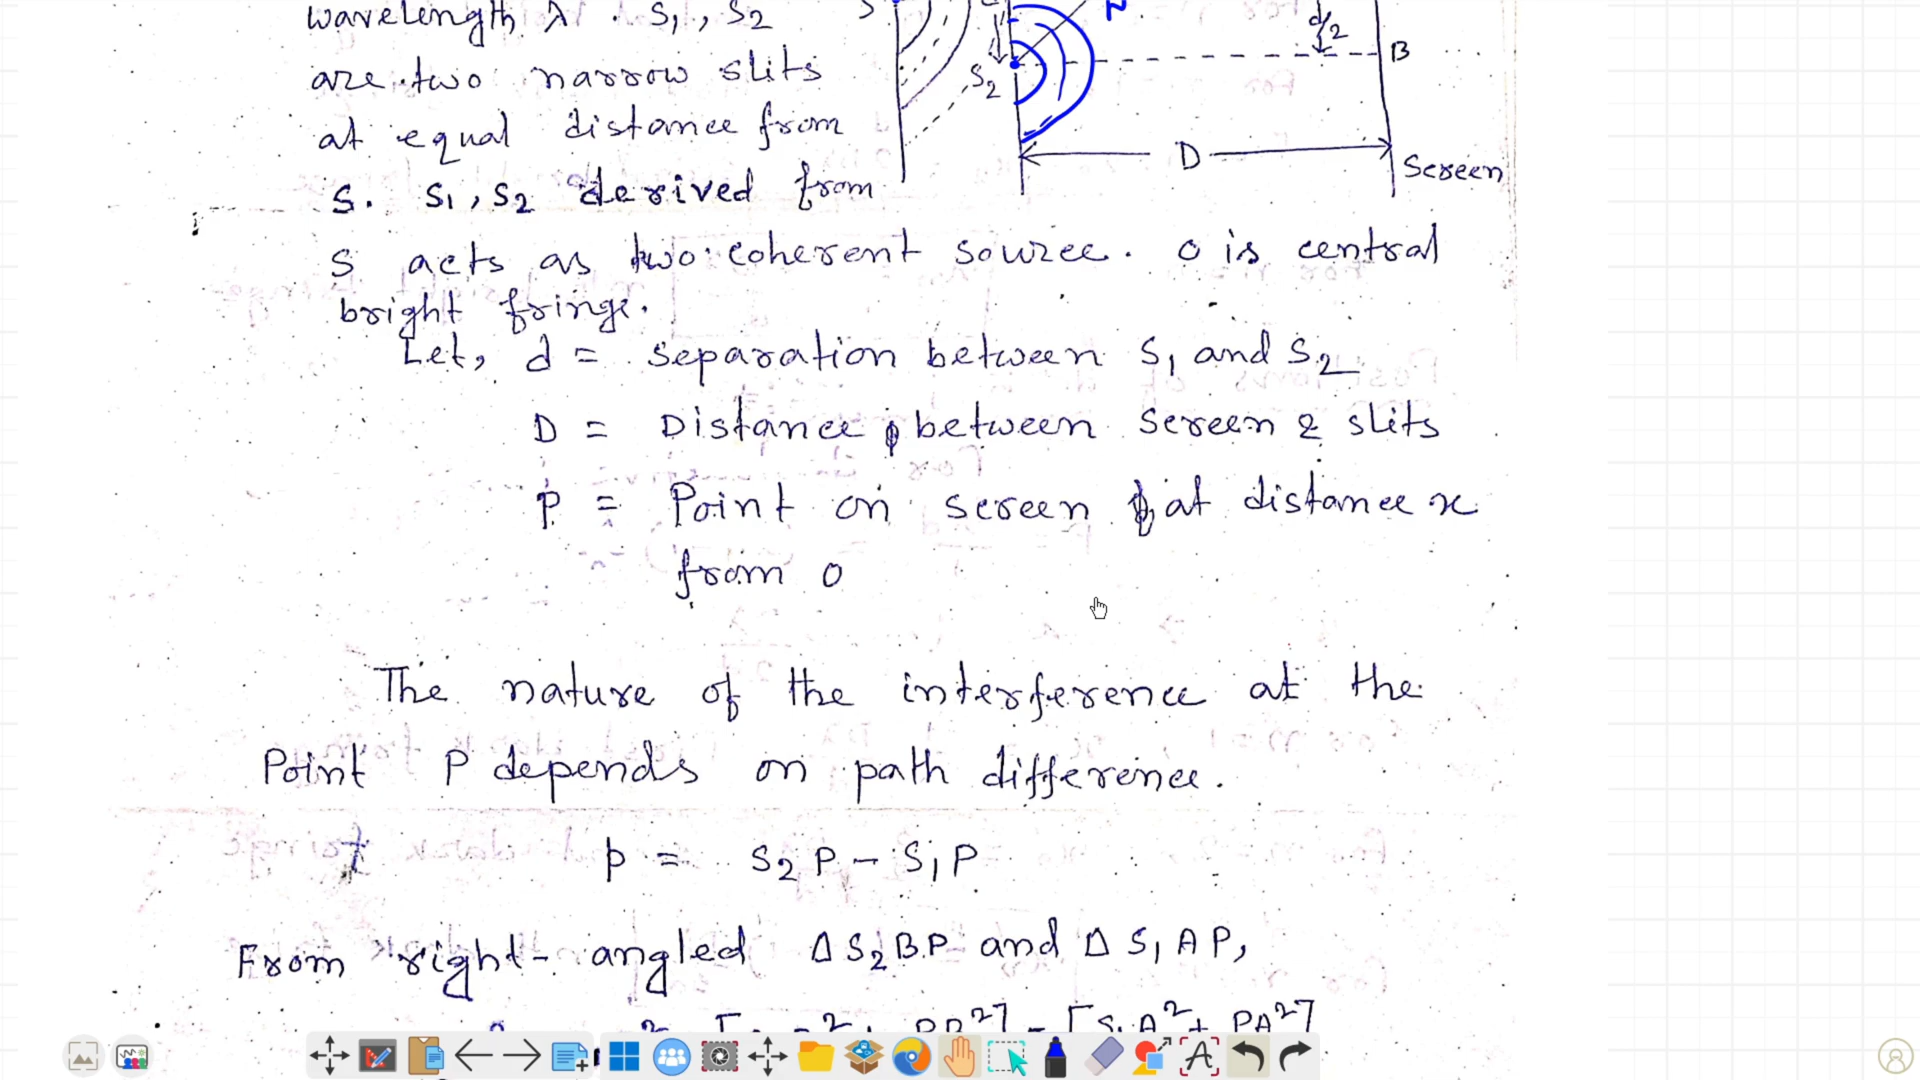 wavelength λ. S₁, S₂
are two narrow slits
at equal distance from
S. S₁, S₂ derived from
S acts as two coherent source. O is central
bright fringe.
Let, d = separation between S₁ and S₂
D = Distance between screen & slits
P = Point on screen at distance x
from O
The nature of the interference at the
Point P depends on path difference.
p = S₂P - S₁P
From right-angled ΔS₂BP and ΔS₁AP,
S₂
d/2
B
D
Screen